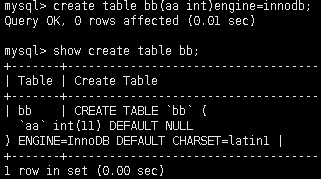 mysql> create table bb(aa int)engine=innodb;
Query OK, 0 rows affected (0.01 sec)
mysql> show create table bb;
+-------+-----------------------------------
| Table | Create Table
+-------+-----------------------------------
| bb    | CREATE TABLE `bb` (
  `aa` int(11) DEFAULT NULL
) ENGINE=InnoDB DEFAULT CHARSET=latin1 |
+-------+-----------------------------------
1 row in set (0.00 sec)